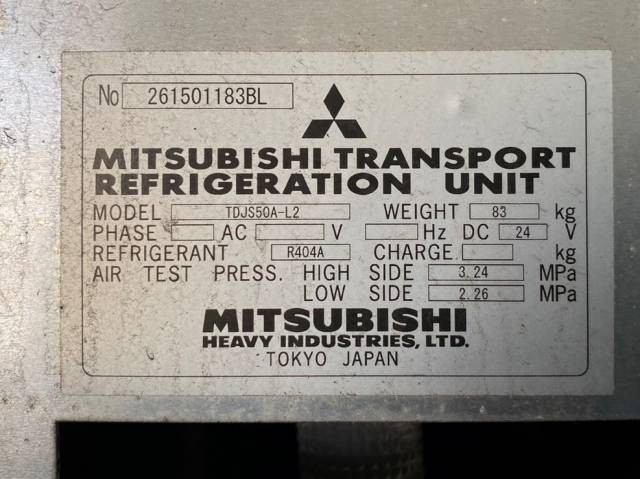 No 261501183BL
MITSUBISHI TRANSPORT
REFRIGERATION UNIT
MODEL TDJS50A-L2 WEIGHT 83 kg
PHASE AC V Hz DC 24 V
REFRIGERANT R404A CHARGE kg
AIR TEST PRESS. HIGH SIDE 3.24 MPa
LOW SIDE 2.26 MPa
MITSUBISHI
HEAVY INDUSTRIES, LTD.
TOKYO JAPAN